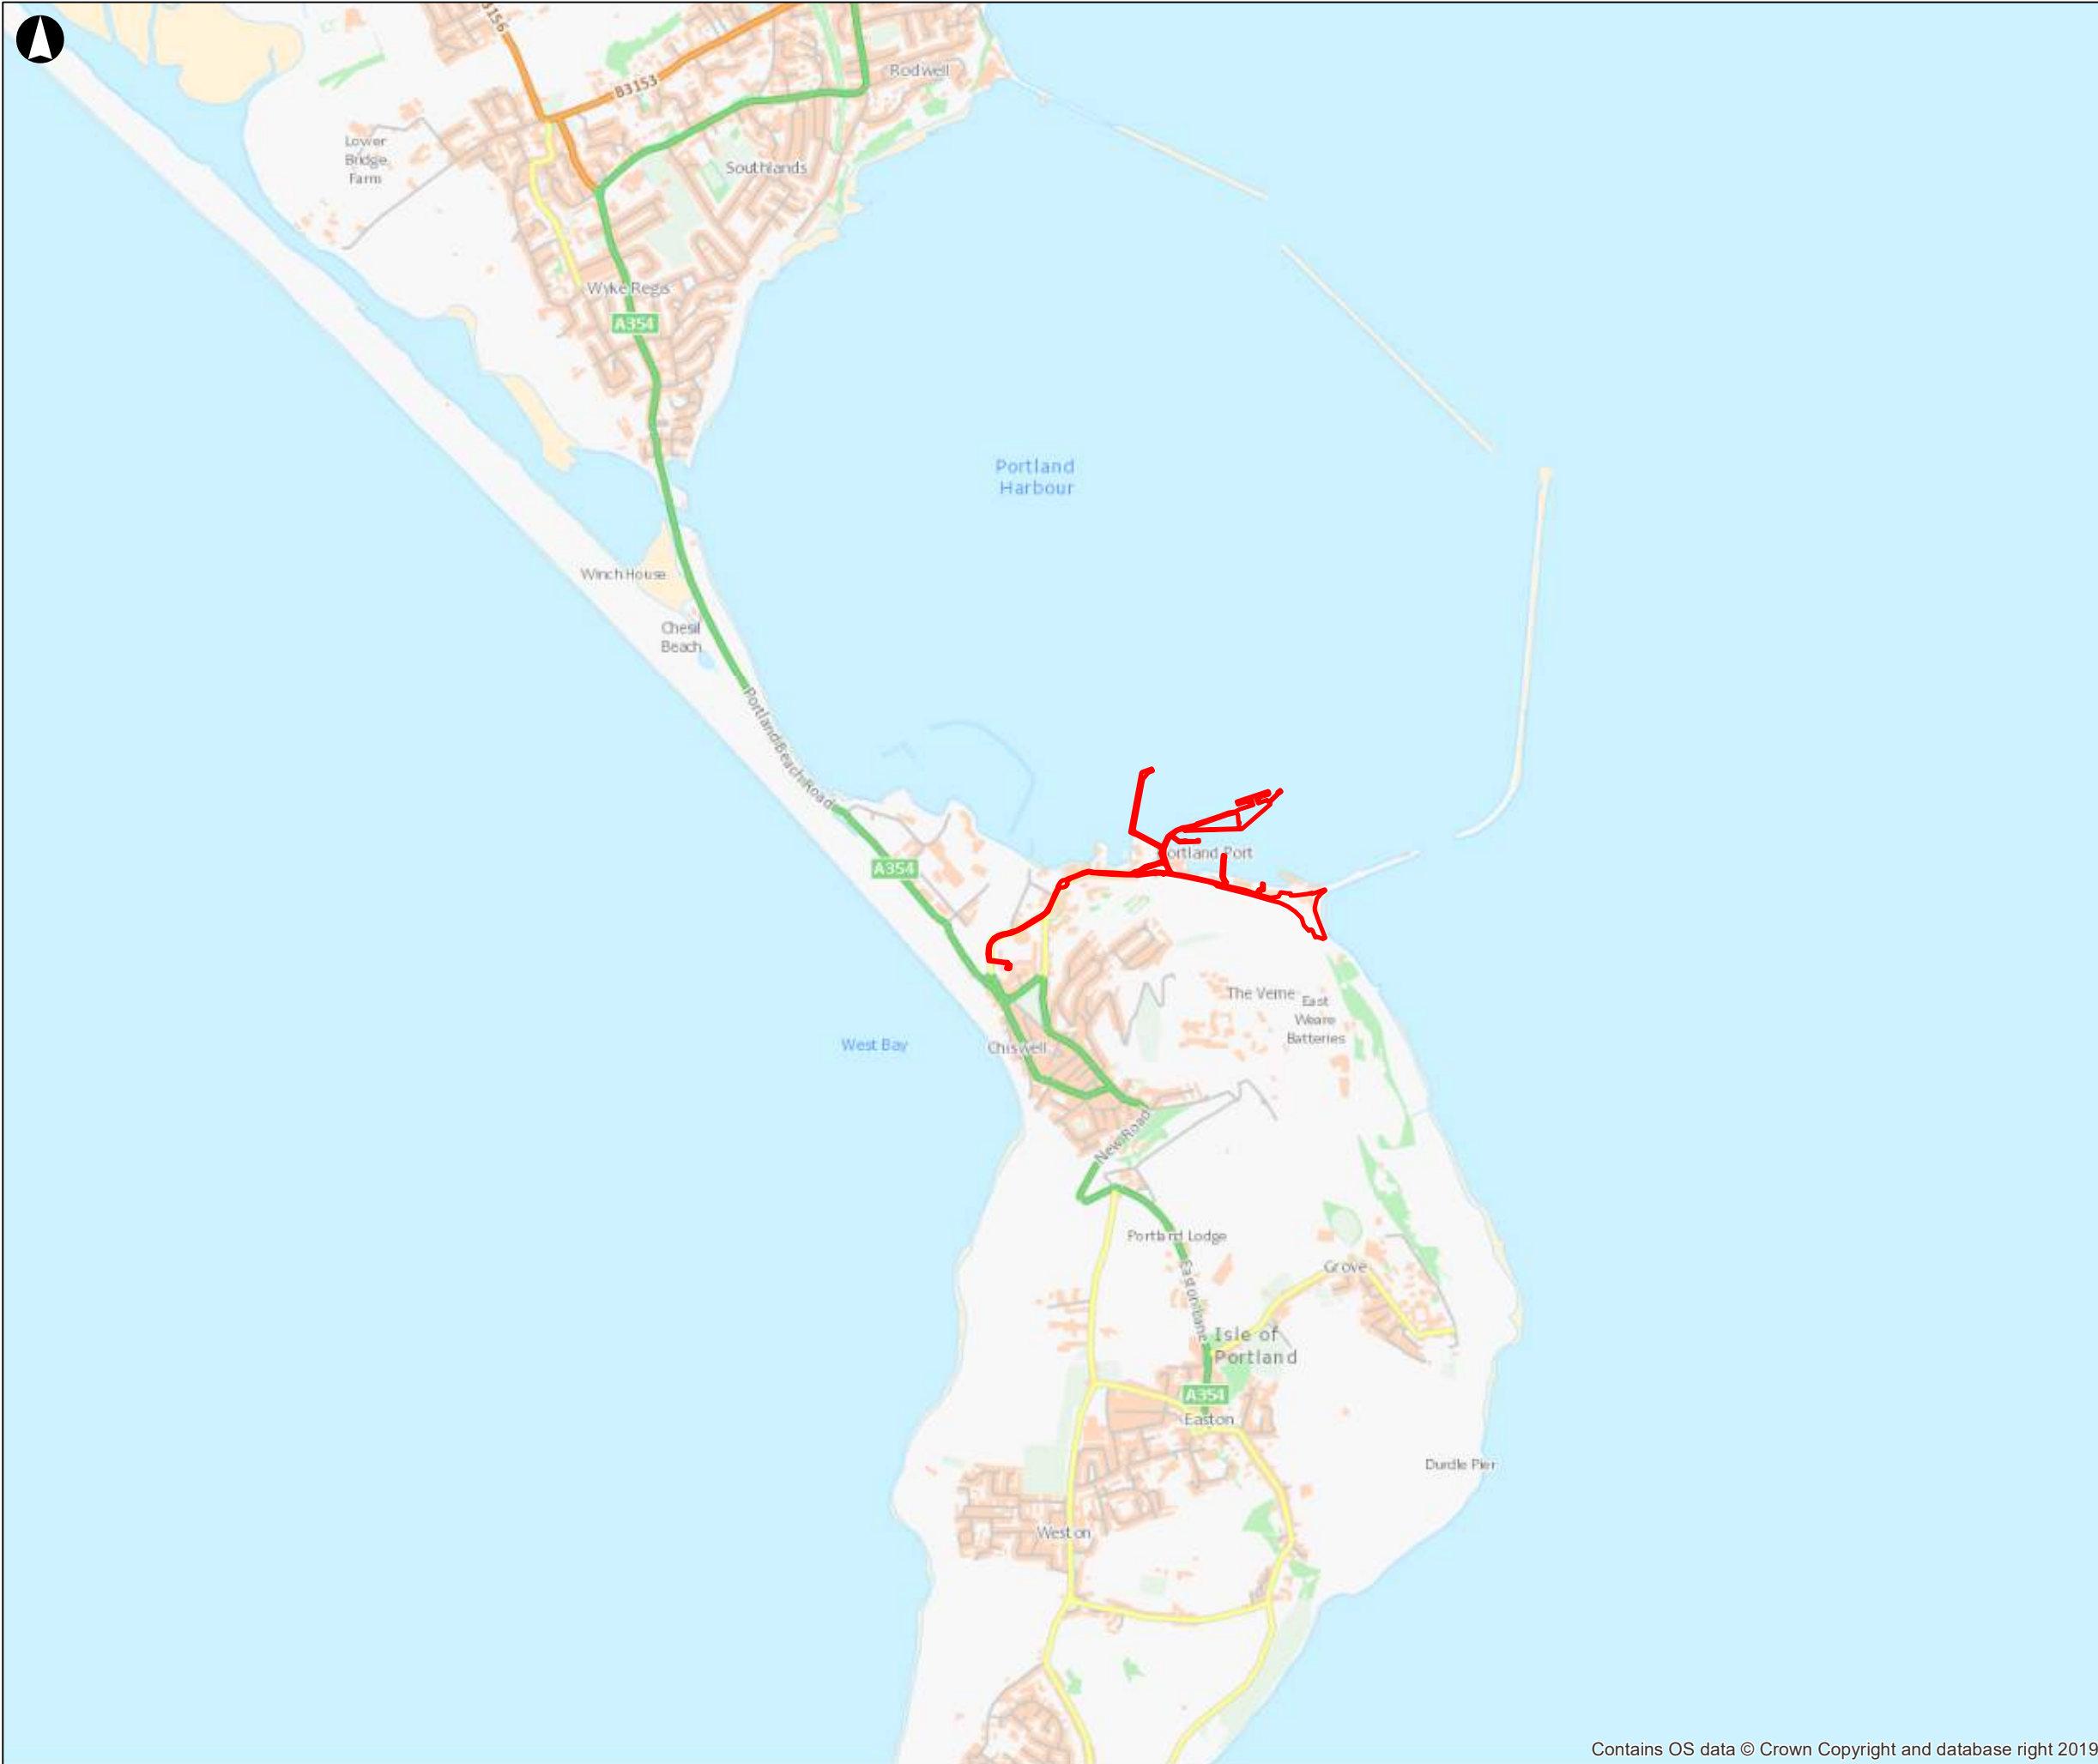 B3153
Rodwell
Lower
Bridge
Farm
Southlands
Wyke Regis
A354
Portland
Harbour
Winch House
Chesil
Beach
Portland Beach Road
Portland Port
A354
The Verne
East
Weare
Batteries
West Bay
Chiswell
New Road
Portland Lodge
Easton Lane
Grove
Isle of
Portland
A354
Easton
Durdle Pier
Weston
Contains OS data © Crown Copyright and database right 2019